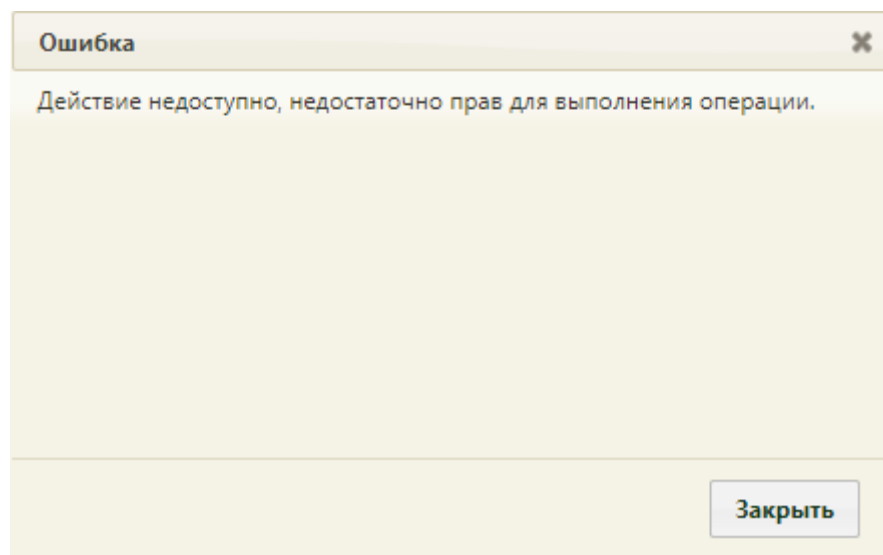 Ошибка
Действие недоступно, недостаточно прав для выполнения операции.
Закрыть